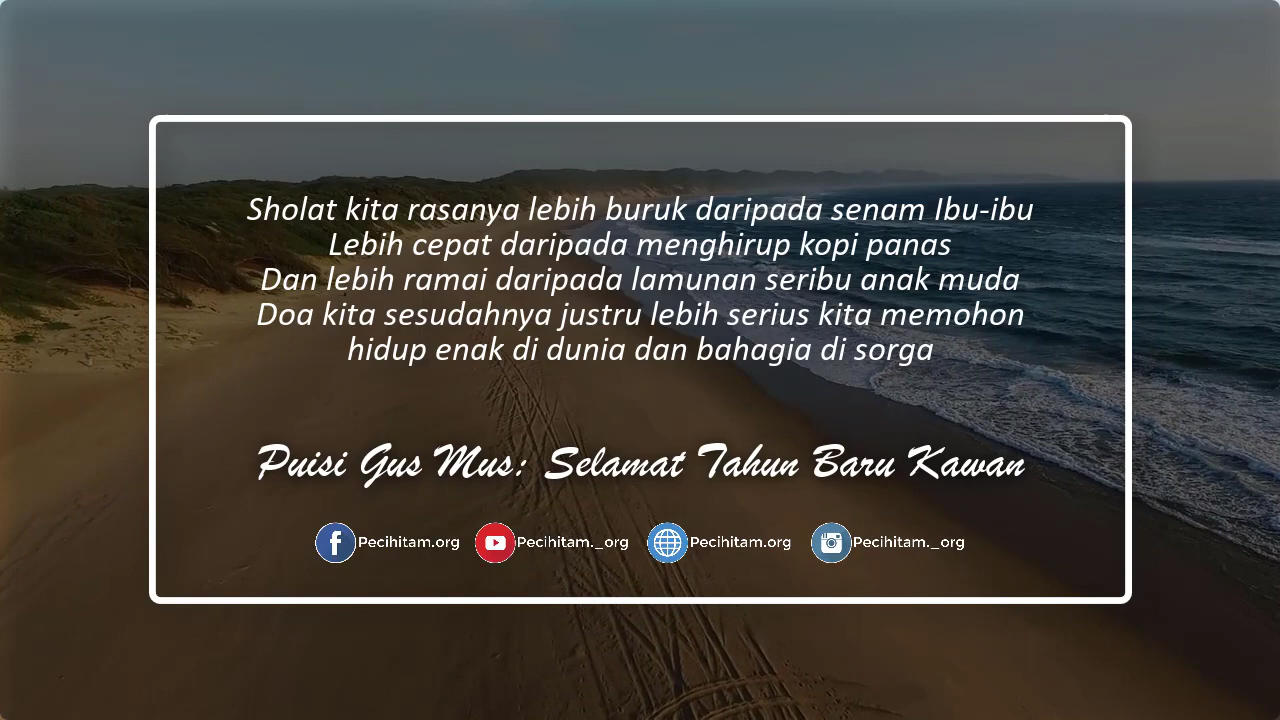 Sholat kita rasanya lebih buruk daripada senam Ibu-ibu
Lebih cepat daripada menghirup kopi panas
Dan lebih ramai daripada lamunan seribu anak muda
Doa kita sesudahnya justru lebih serius kita memohon
hidup enak di dunia dan bahagia di sorga
Puisi Gus Mus: Selamat Tahun Baru Kawan
Pecihitam.org Pecihitam._org Pecihitam.org Pecihitam._org